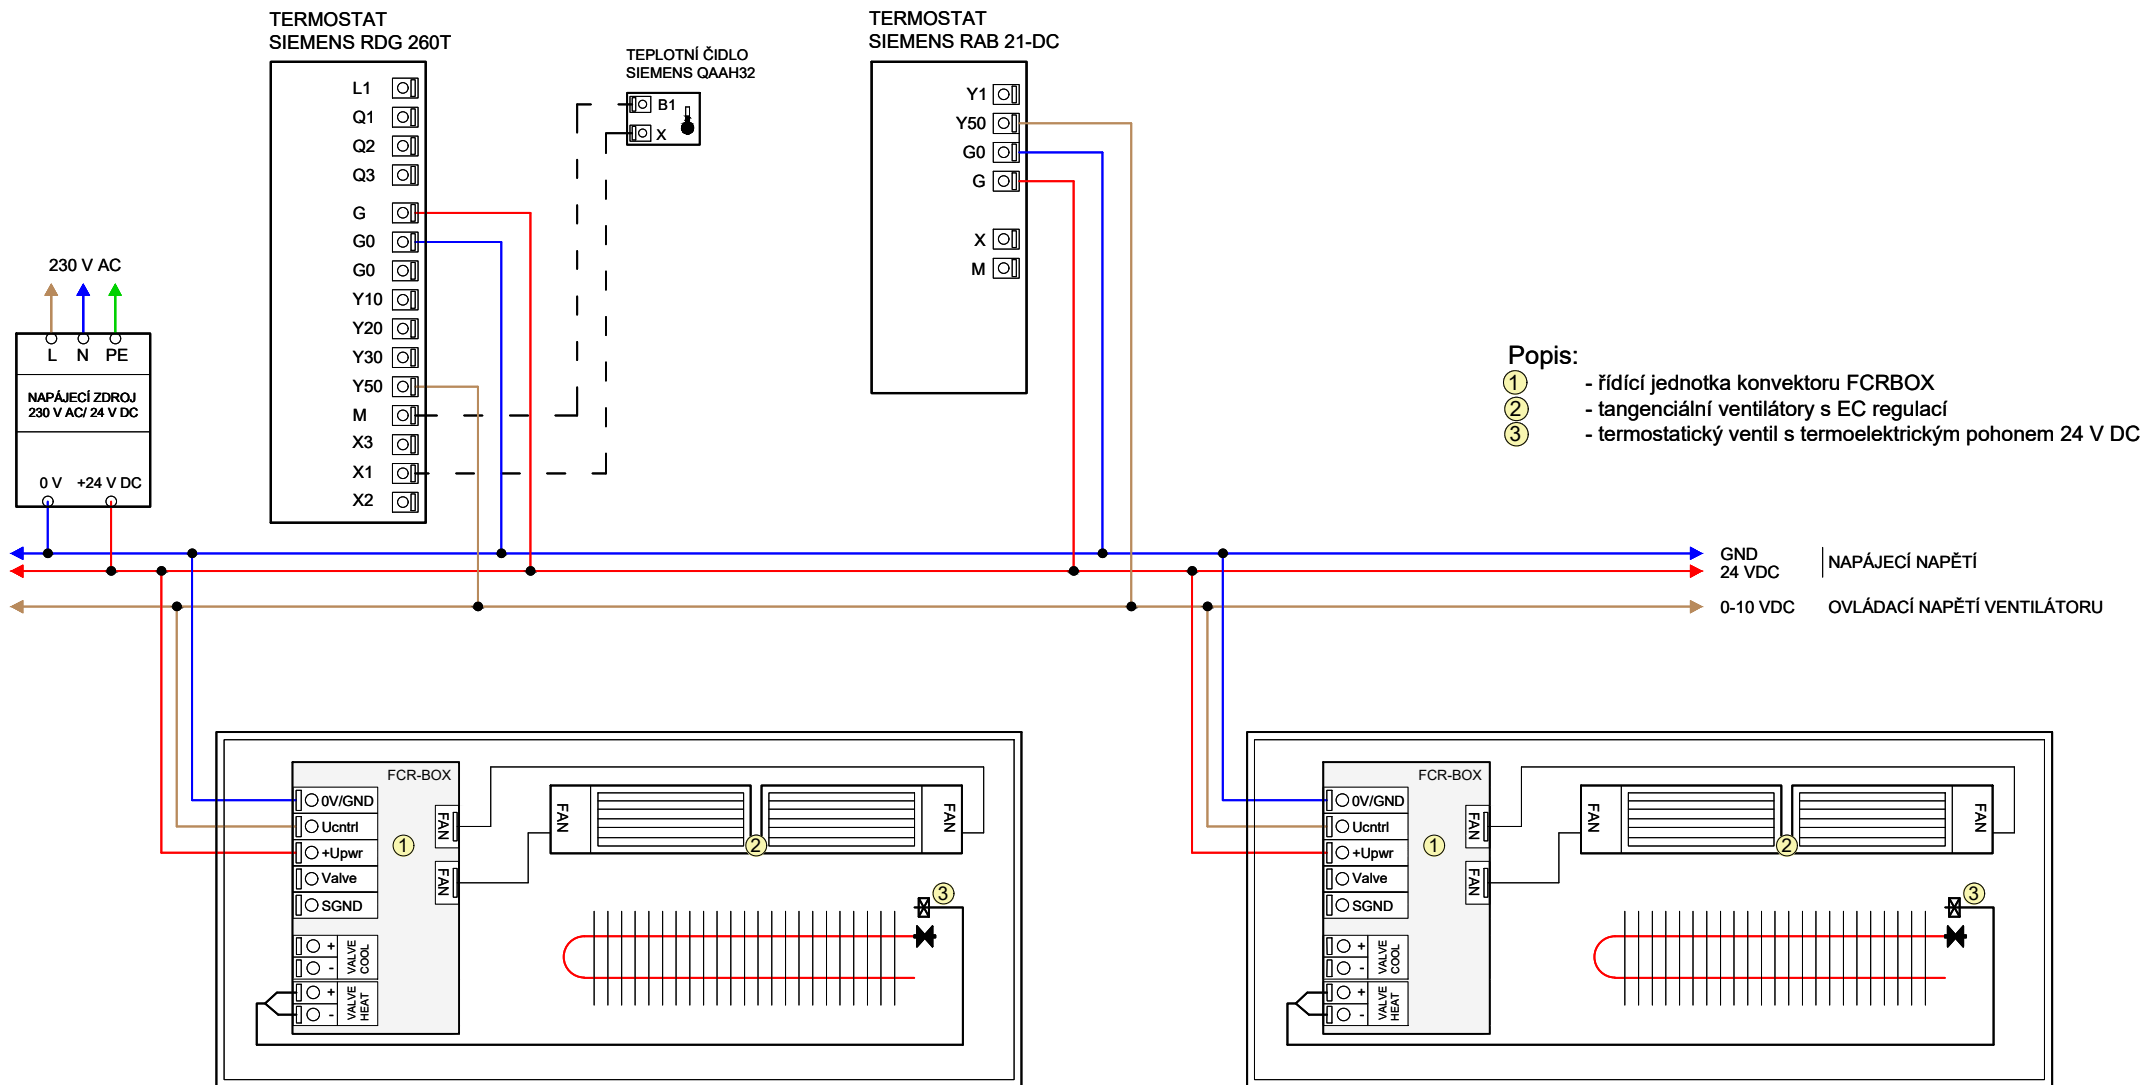 TERMOSTAT
SIEMENS RDG 260T
L1
Q1
Q2
Q3
G
G0
G0
Y10
Y20
Y30
Y50
M
X3
X1
X2
TEPLOTNÍ ČIDLO
SIEMENS QAAH32
B1
X
TERMOSTAT
SIEMENS RAB 21-DC
Y1
Y50
G0
G
X
M
230 V AC
L N PE
NAPÁJECÍ ZDROJ
230 V AC/ 24 V DC
0 V +24 V DC
Popis:
1 - řídící jednotka konvektoru FCRBOX
2 - tangenciální ventilátory s EC regulací
3 - termostatický ventil s termoelektrickým pohonem 24 V DC
GND
24 VDC
NAPÁJECÍ NAPĚTÍ
0-10 VDC OVLÁDACÍ NAPĚTÍ VENTILÁTORU
FCR-BOX
0V/GND
Ucntrl
+Upwr
Valve
SGND
+
-
VALVE
COOL
+
-
VALVE
HEAT
1
FAN
FAN
FAN
FAN
2
3
FCR-BOX
0V/GND
Ucntrl
+Upwr
Valve
SGND
+
-
VALVE
COOL
+
-
VALVE
HEAT
1
FAN
FAN
FAN
FAN
2
3